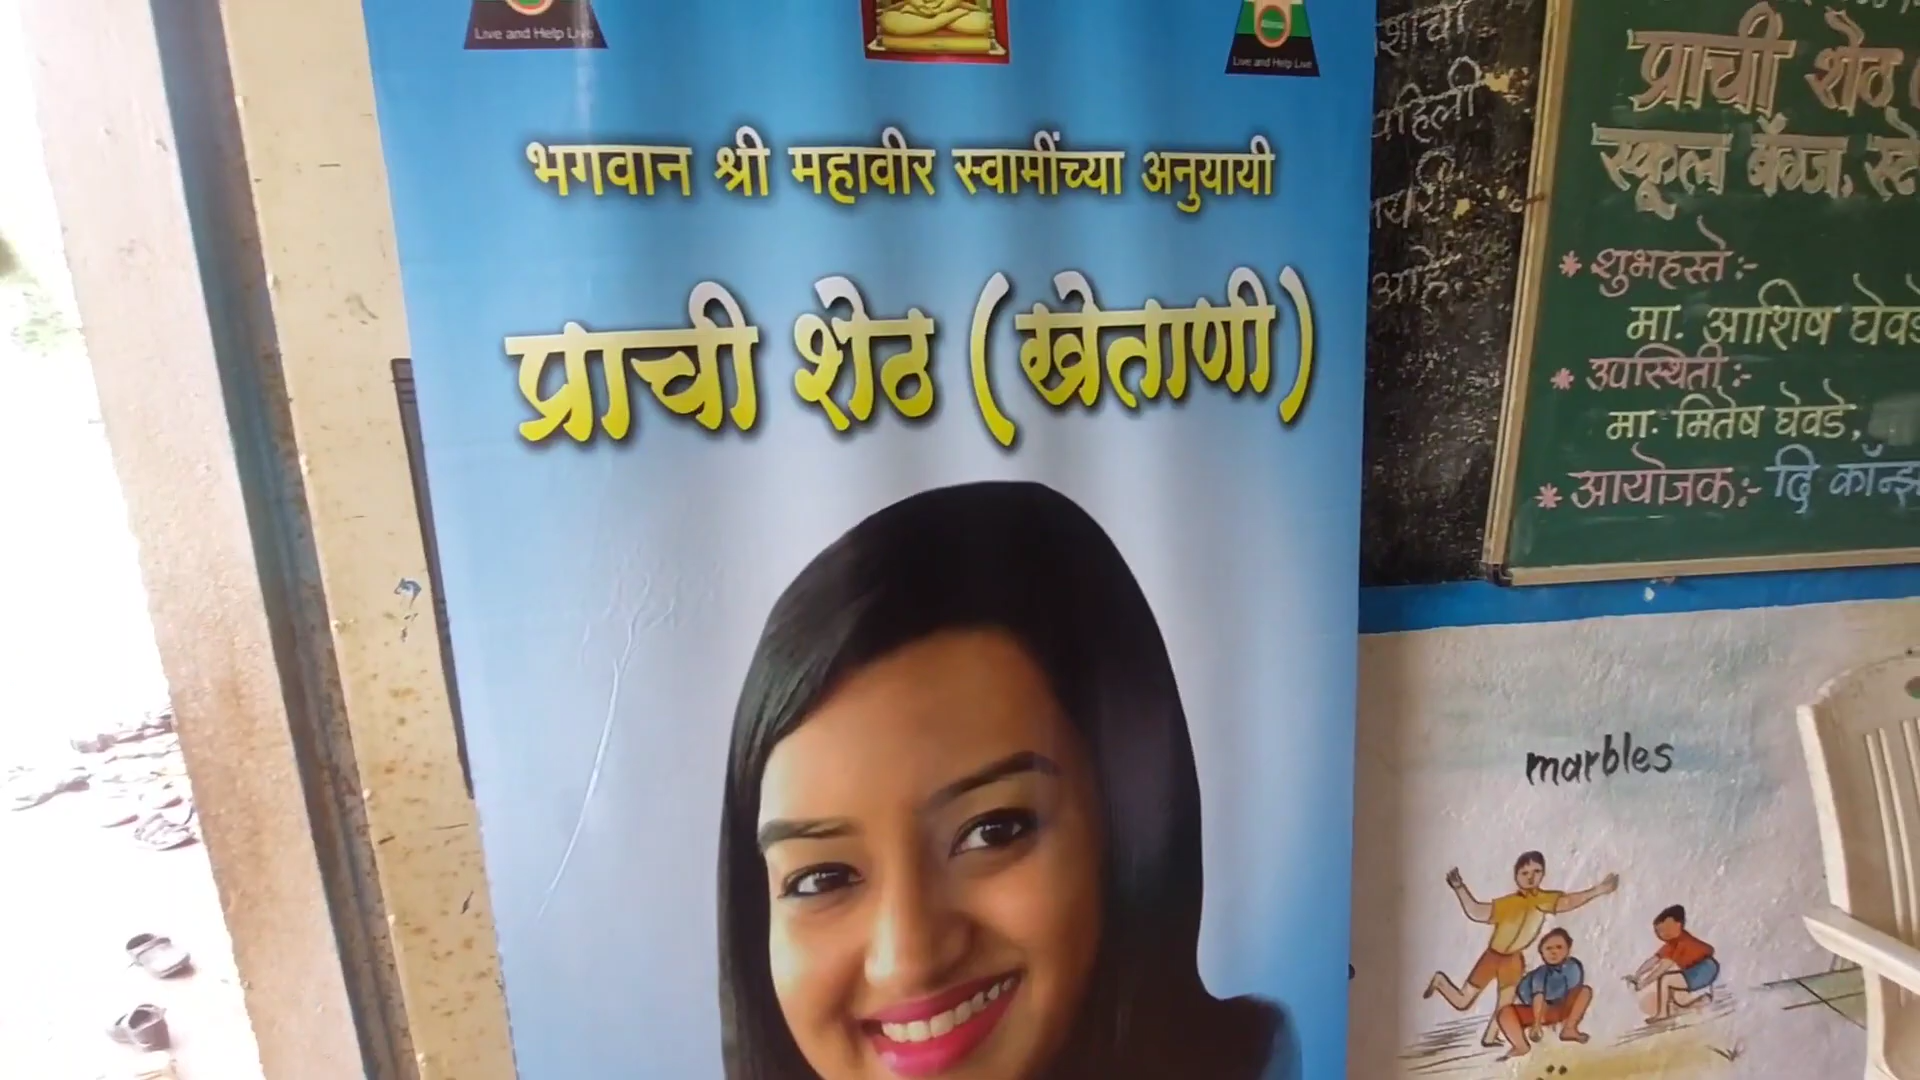 Live and Help Live
Live and Help Live
भगवान श्री महावीर स्वामींच्या अनुयायी
प्राची शेठ (खेताणी)
पहिली
आहे.
प्राची शेठ (
स्कूल बॅग्ज, स्टे
* शुभहस्ते :-
मा. आशिष घेवडे
* उपस्थिती :-
मा. मितेष घेवडे,
* आयोजक :- दि कॉन्झ
marbles